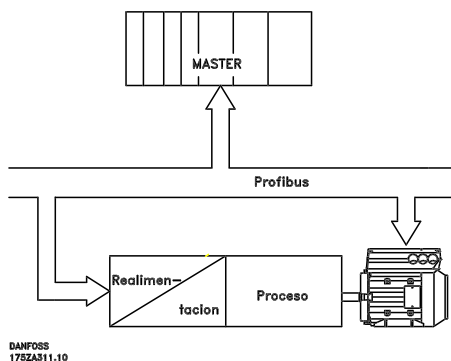 MASTER
Profibus
Realimen-
tacion
Proceso
DANFOSS
175ZA311.10